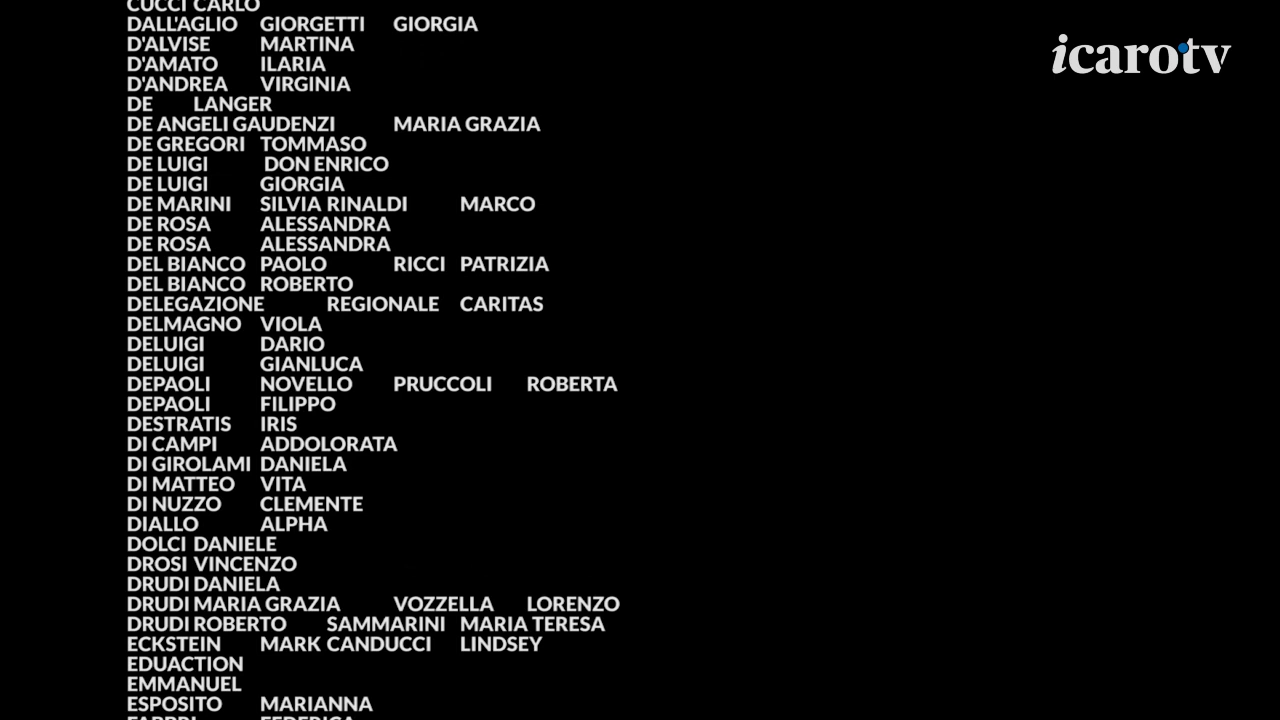 CUCCI CARLO
DALL'AGLIO GIORGETTI GIORGIA
D'ALVISE MARTINA
D'AMATO ILARIA
D'ANDREA VIRGINIA
DE LANGER
DE ANGELI GAUDENZI MARIA GRAZIA
DE GREGORI TOMMASO
DE LUIGI DON ENRICO
DE LUIGI GIORGIA
DE MARINI SILVIA RINALDI MARCO
DE ROSA ALESSANDRA
DE ROSA ALESSANDRA
DEL BIANCO PAOLO RICCI PATRIZIA
DEL BIANCO ROBERTO
DELEGAZIONE REGIONALE CARITAS
DELMAGNO VIOLA
DELUIGI DARIO
DELUIGI GIANLUCA
DEPAOLI NOVELLO PRUCCOLI ROBERTA
DEPAOLI FILIPPO
DESTRATIS IRIS
DI CAMPI ADDOLORATA
DI GIROLAMI DANIELA
DI MATTEO VITA
DI NUZZO CLEMENTE
DIALLO ALPHA
DOLCI DANIELE
DROSI VINCENZO
DRUDI DANIELA
DRUDI MARIA GRAZIA VOZZELLA LORENZO
DRUDI ROBERTO SAMMARINI MARIA TERESA
ECKSTEIN MARK CANDUCCI LINDSEY
EDUACTION
EMMANUEL
ESPOSITO MARIANNA
FEDERICA
icarotv